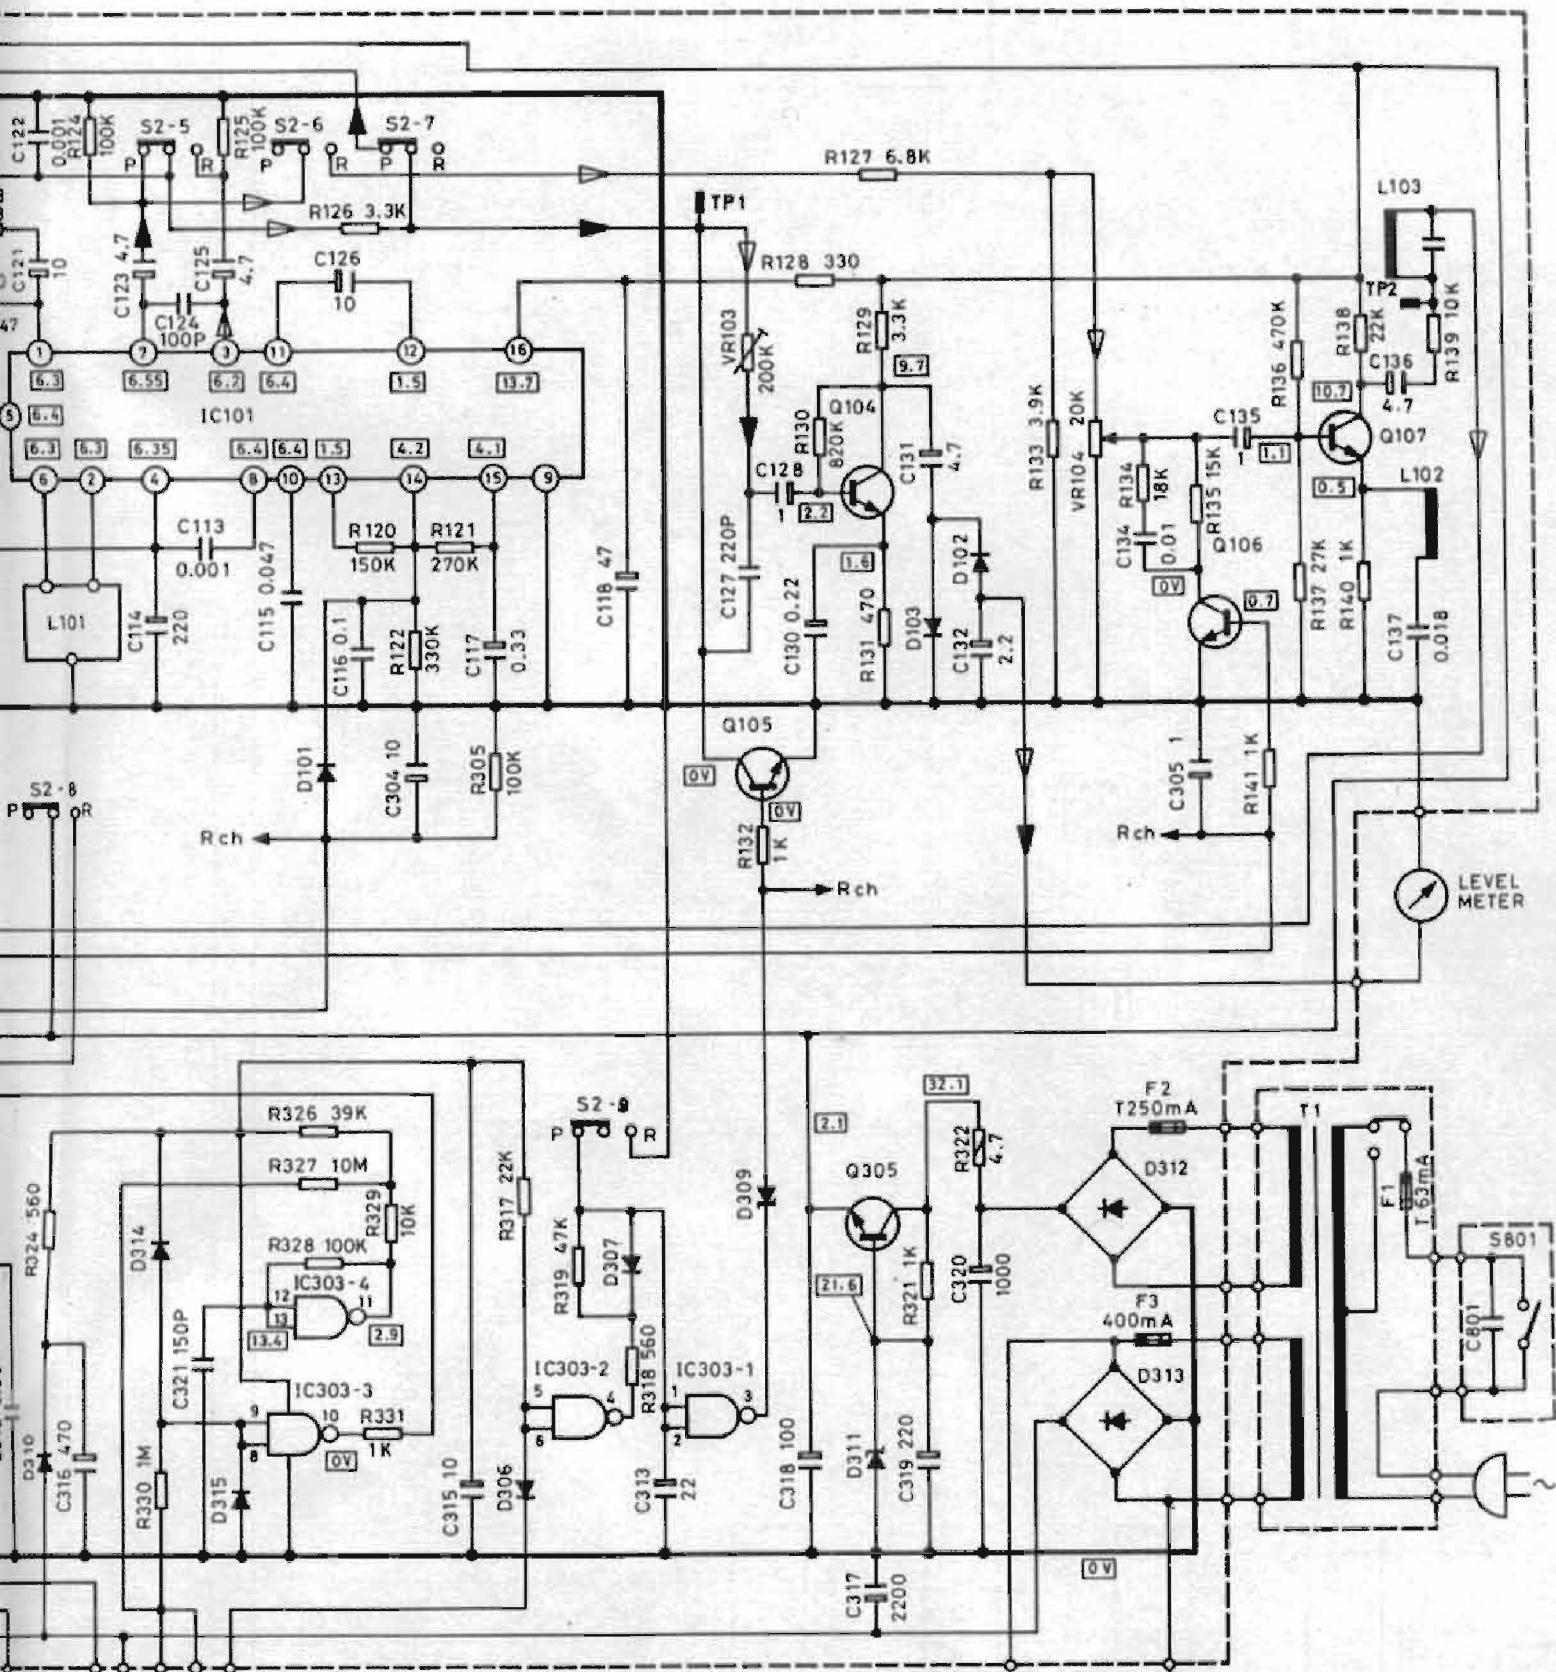 C122
0.001
R124
100K
S2-5
P
R
R125
100K
S2-6
P
R
S2-7
P
R
R127 6.8K
L103
TP1
R126 3.3K
C121
10
C123 4.7
C125
4.7
C126
10
C124
100P
R128 330
TP2
47
VR103
200K
R129
3.3K
9.7
R136 470K
R138
22K
R139 10K
C136
4.7
10.7
1
7
3
11
12
16
6.3
6.55
6.2
6.4
1.5
13.7
5
6.4
IC101
6.3
6.3
6.35
6.4
6.4
1.5
4.2
4.1
6
2
4
8
10
13
14
15
9
Q104
R130
820K
C131
4.7
R133 3.9K
VR104 20K
C135
1
1.1
Q107
C128
1
2.2
R134
18K
R135 15K
0.5
L102
C113
0.001
R120
150K
R121
270K
C115 0.047
C118 47
C127 220P
1.6
D102
C134
0.01
Q106
0V
0.7
R137 27K
R140 1K
L101
C114
220
C116 0.1
R122
330K
C117
0.33
C130 0.22
R131 470
D103
C132
2.2
C137
0.018
Q105
0V
0V
D101
C304 10
R305
100K
C305 1
R141 1K
S2-8
P
R
Rch
R132
1K
Rch
Rch
LEVEL
METER
R326 39K
R327 10M
R329
10K
R328 100K
IC303-4
12
13
11
13.4
2.9
R324 560
D314
C321 150P
IC303-3
9
8
10
0V
R331
1K
D310
C316 470
R330 1M
D315
C315 10
R317 22K
S2-9
P
R
R319 47K
D307
R318 560
IC303-2
5
6
4
IC303-1
1
2
3
D306
C313
22
D309
2.1
Q305
32.1
R322
4.7
21.6
R321 1K
C320
1000
C318 100
D311
C319 220
C317
2200
0V
F2
T250mA
D312
F3
400mA
D313
T1
F1
T 63mA
S801
C801
~